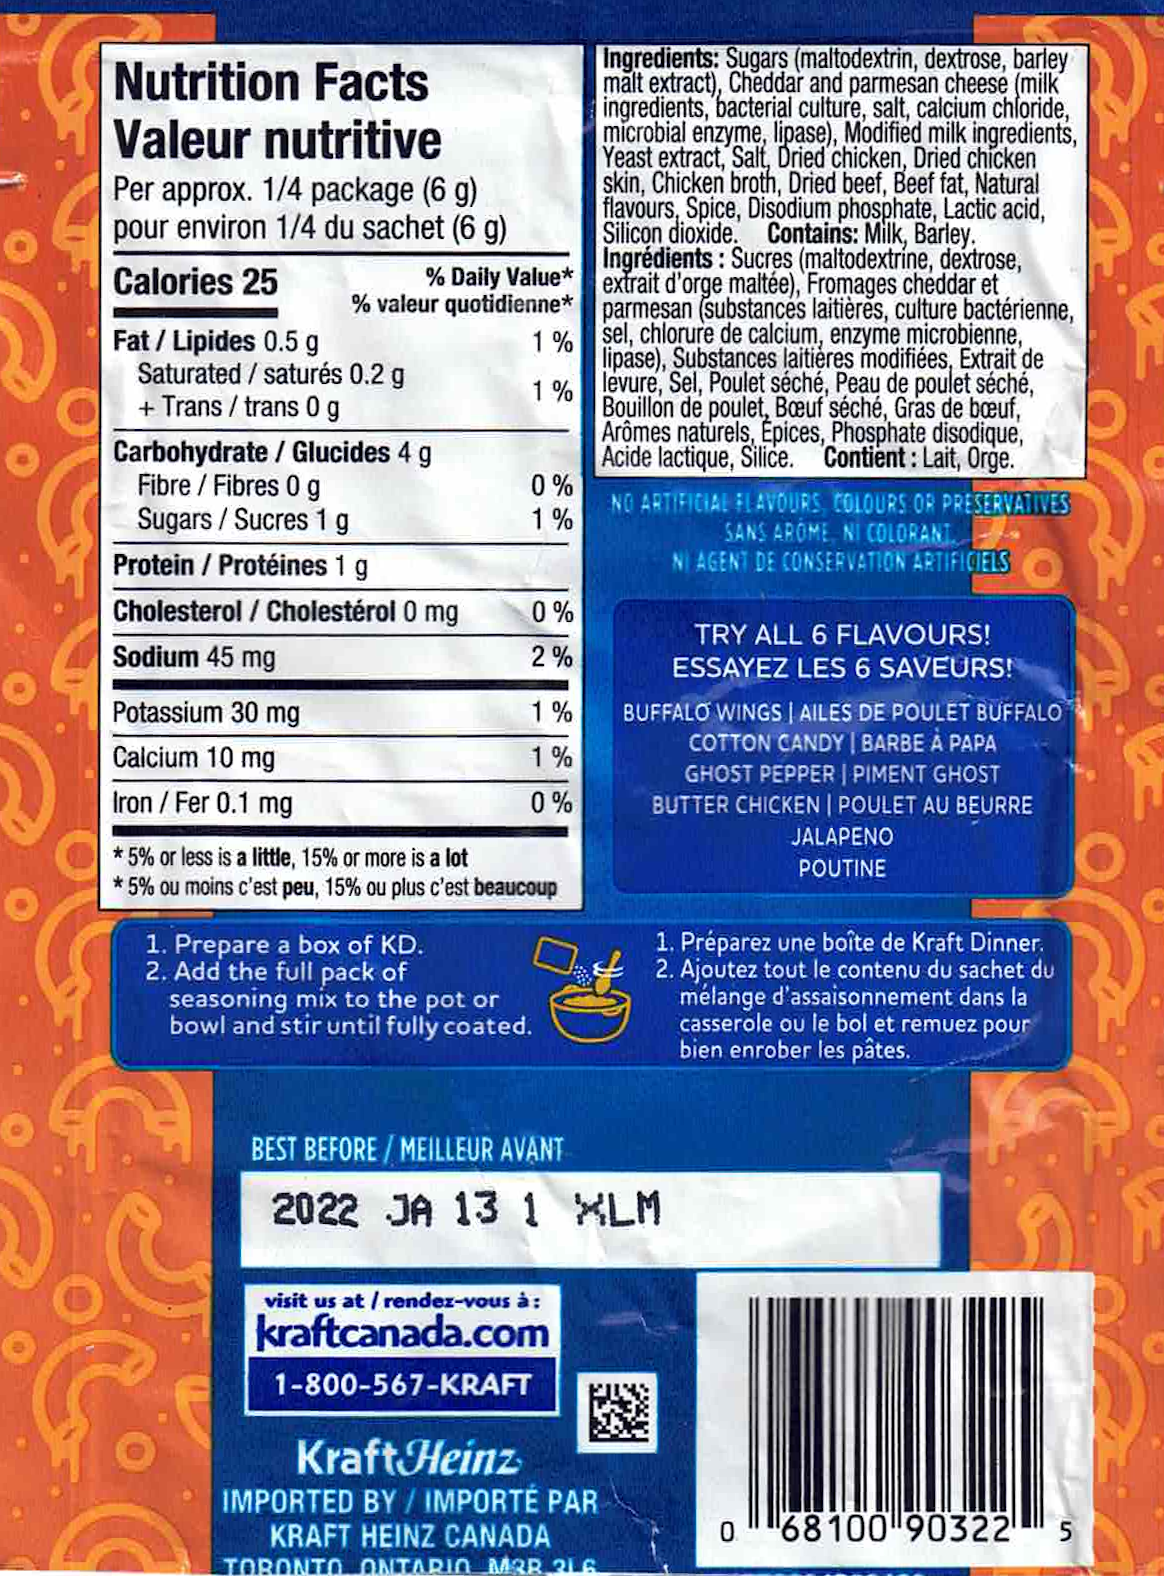 Nutrition Facts
Valeur nutritive
Per approx. 1/4 package (6 g)
pour environ 1/4 du sachet (6 g)
Calories 25
% Daily Value*
% valeur quotidienne*
Fat / Lipides 0.5 g 1 %
Saturated / saturés 0.2 g
+ Trans / trans 0 g
1 %
Carbohydrate / Glucides 4 g
Fibre / Fibres 0 g 0 %
Sugars / Sucres 1 g 1 %
Protein / Protéines 1 g
Cholesterol / Cholestérol 0 mg 0 %
Sodium 45 mg 2 %
Potassium 30 mg 1 %
Calcium 10 mg 1 %
Iron / Fer 0.1 mg 0 %
* 5% or less is a little, 15% or more is a lot
* 5% ou moins c'est peu, 15% ou plus c'est beaucoup
Ingredients: Sugars (maltodextrin, dextrose, barley
malt extract), Cheddar and parmesan cheese (milk
ingredients, bacterial culture, salt, calcium chloride,
microbial enzyme, lipase), Modified milk ingredients,
Yeast extract, Salt, Dried chicken, Dried chicken
skin, Chicken broth, Dried beef, Beef fat, Natural
flavours, Spice, Disodium phosphate, Lactic acid,
Silicon dioxide. Contains: Milk, Barley.
Ingrédients : Sucres (maltodextrine, dextrose,
extrait d'orge maltée), Fromages cheddar et
parmesan (substances laitières, culture bactérienne,
sel, chlorure de calcium, enzyme microbienne,
lipase), Substances laitières modifiées, Extrait de
levure, Sel, Poulet séché, Peau de poulet séché,
Bouillon de poulet, Bœuf séché, Gras de bœuf,
Arômes naturels, Épices, Phosphate disodique,
Acide lactique, Silice. Contient : Lait, Orge.
NO ARTIFICIAL FLAVOURS, COLOURS OR PRESERVATIVES
SANS ARÔME, NI COLORANT,
NI AGENT DE CONSERVATION ARTIFICIELS
TRY ALL 6 FLAVOURS!
ESSAYEZ LES 6 SAVEURS!
BUFFALO WINGS | AILES DE POULET BUFFALO
COTTON CANDY | BARBE À PAPA
GHOST PEPPER | PIMENT GHOST
BUTTER CHICKEN | POULET AU BEURRE
JALAPENO
POUTINE
1. Prepare a box of KD.
2. Add the full pack of
seasoning mix to the pot or
bowl and stir until fully coated.
1. Préparez une boîte de Kraft Dinner.
2. Ajoutez tout le contenu du sachet du
mélange d'assaisonnement dans la
casserole ou le bol et remuez pour
bien enrober les pâtes.
BEST BEFORE / MEILLEUR AVANT
2022 JA 13 1 XLM
visit us at / rendez-vous à :
kraftcanada.com
1-800-567-KRAFT
KraftHeinz
IMPORTED BY / IMPORTÉ PAR
KRAFT HEINZ CANADA
TORONTO, ONTARIO M3B 3L6
0 68100 90322 5